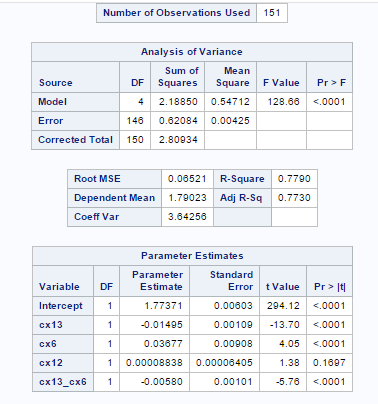 Number of Observations Used 151
Analysis of Variance
Source DF Sum of Squares Mean Square F Value Pr > F
Model 4 2.18850 0.54712 128.66 <.0001
Error 146 0.62084 0.00425
Corrected Total 150 2.80934
Root MSE 0.06521 R-Square 0.7790
Dependent Mean 1.79023 Adj R-Sq 0.7730
Coeff Var 3.64256
Parameter Estimates
Variable DF Parameter Estimate Standard Error t Value Pr > |t|
Intercept 1 1.77371 0.00603 294.12 <.0001
cx13 1 -0.01495 0.00109 -13.70 <.0001
cx6 1 0.03677 0.00908 4.05 <.0001
cx12 1 0.00008838 0.00006405 1.38 0.1697
cx13_cx6 1 -0.00580 0.00101 -5.76 <.0001